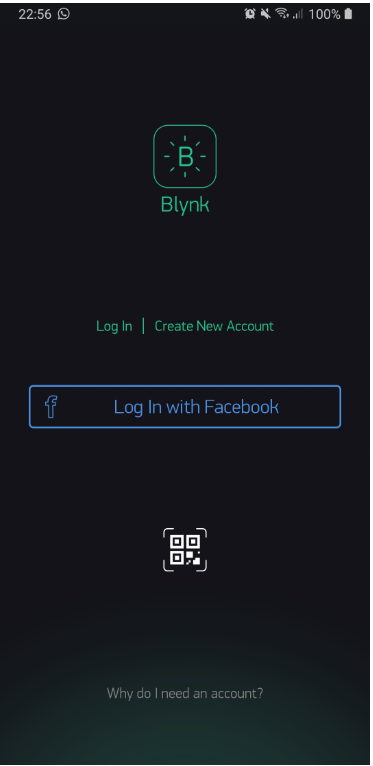 22:56 100%
B
Blynk
Log In | Create New Account
f Log In with Facebook
Why do I need an account?